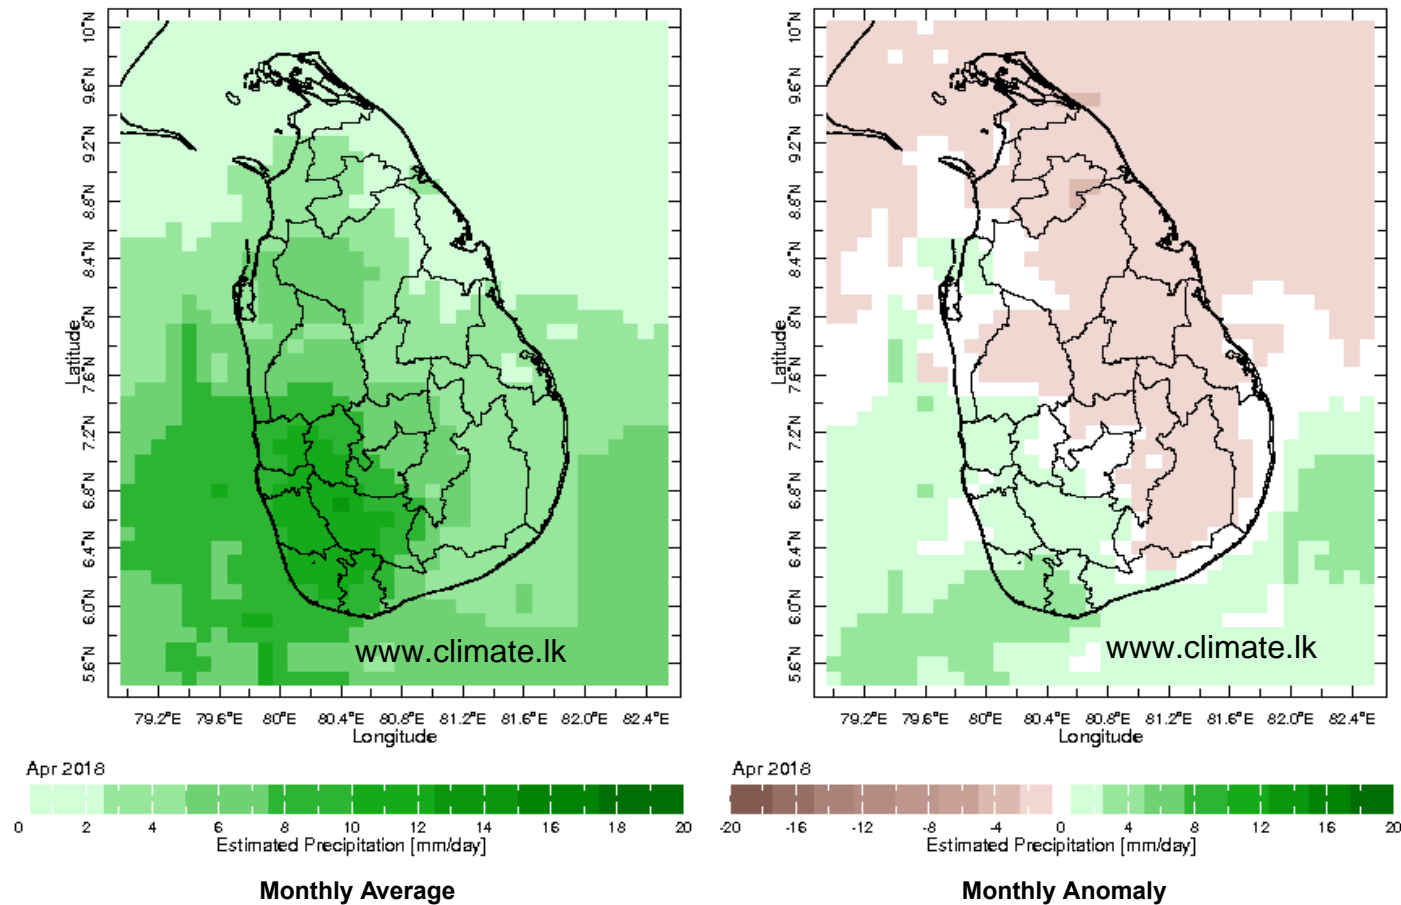 10°N
9.6°N
9.2°N
8.8°N
8.4°N
8°N
7.6°N
7.2°N
6.8°N
6.4°N
6.0°N
5.6°N
Latitude
www.climate.lk
79.2°E 79.6°E 80°E 80.4°E 80.8°E 81.2°E 81.6°E 82.0°E 82.4°E
Longitude
Apr 2018
0 2 4 6 8 10 12 14 16 18 20
Estimated Precipitation [mm/day]
Monthly Average
10°N
9.6°N
9.2°N
8.8°N
8.4°N
8°N
7.6°N
7.2°N
6.8°N
6.4°N
6.0°N
5.6°N
Latitude
www.climate.lk
79.2°E 79.6°E 80°E 80.4°E 80.8°E 81.2°E 81.6°E 82.0°E 82.4°E
Longitude
Apr 2018
-20 -16 -12 -8 -4 0 4 8 12 16 20
Estimated Precipitation [mm/day]
Monthly Anomaly